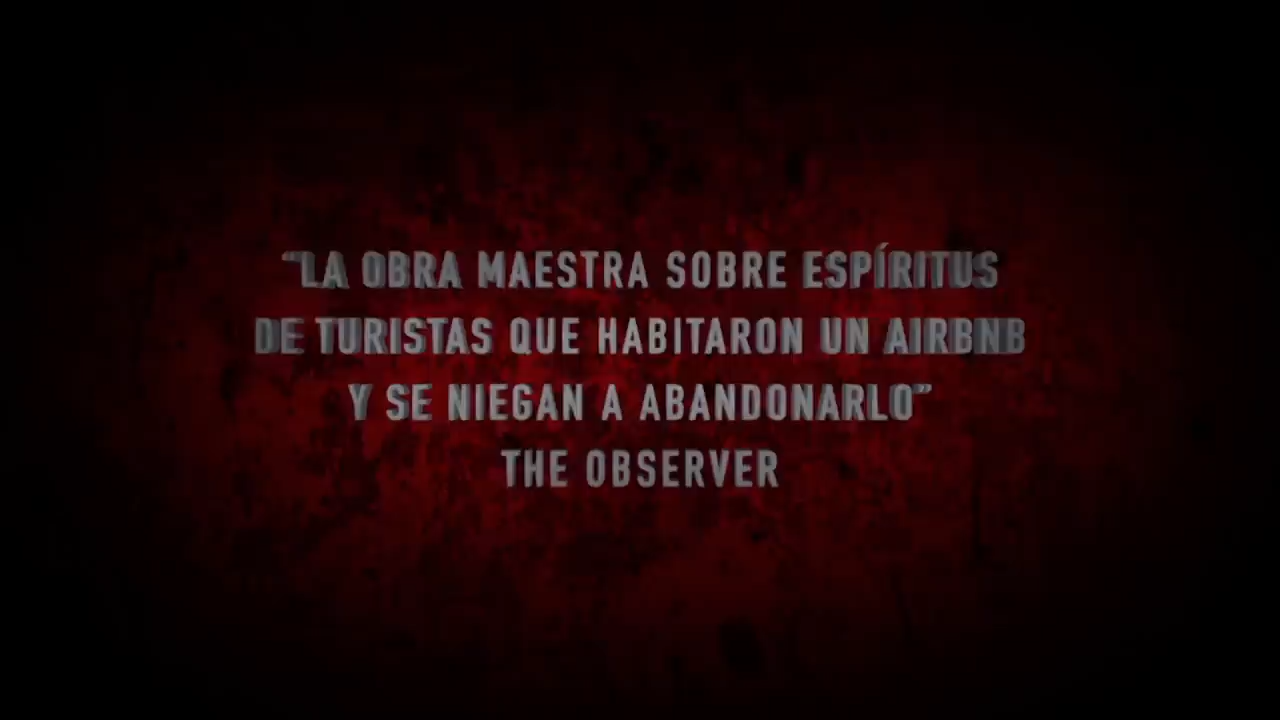 “LA OBRA MAESTRA SOBRE ESPÍRITUS
DE TURISTAS QUE HABITARON UN AIRBNB
Y SE NIEGAN A ABANDONARLO”
THE OBSERVER